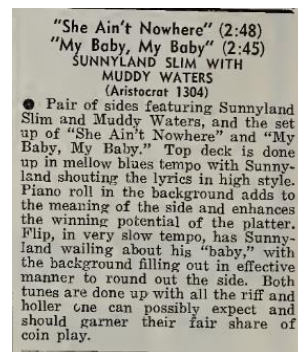 "She Ain't Nowhere" (2:48)
"My Baby, My Baby" (2:45)
SUNNYLAND SLIM WITH
MUDDY WATERS
(Aristocrat 1304)
● Pair of sides featuring Sunnyland
Slim and Muddy Waters, and the set
up of "She Ain't Nowhere" and "My
Baby, My Baby." Top deck is done
up in mellow blues tempo with Sunny-
land shouting the lyrics in high style.
Piano roll in the background adds to
the meaning of the side and enhances
the winning potential of the platter.
Flip, in very slow tempo, has Sunny-
land wailing about his "baby," with
the background filling out in effective
manner to round out the side. Both
tunes are done up with all the riff and
holler one can possibly expect and
should garner their fair share of
coin play.